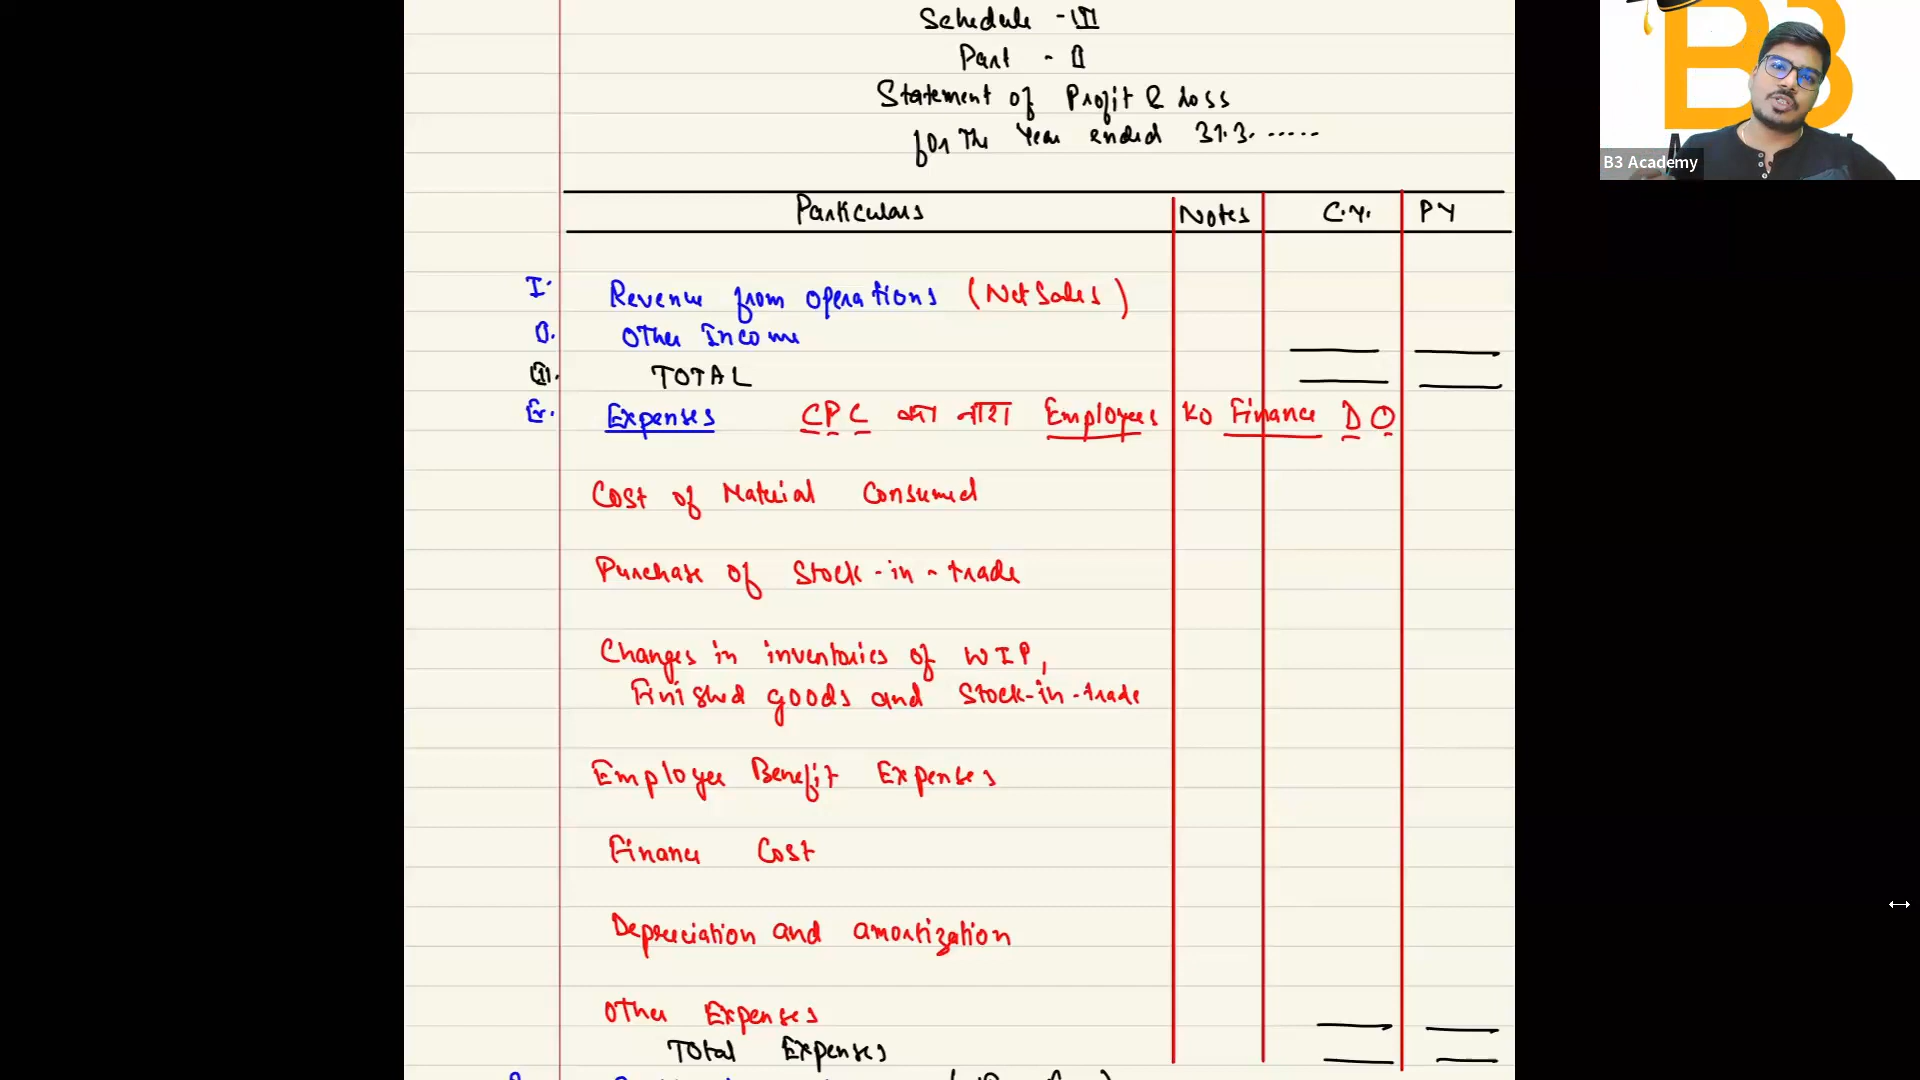 Schedule - III
Part - II
Statement of Profit & Loss
for The Year ended 31.3. .....
Particulars Notes C.Y. PY
I. Revenue from operations (Net Sales)
II. Other Income
III. TOTAL
IV. Expenses CPC का नारा Employees Ko Finance D O
Cost of Material Consumed
Purchase of Stock-in-trade
Changes in inventories of WIP,
Finished goods and Stock-in-trade
Employee Benefit Expenses
Finance Cost
Depreciation and amortization
Other Expenses
Total Expenses
B3
B3 Academy